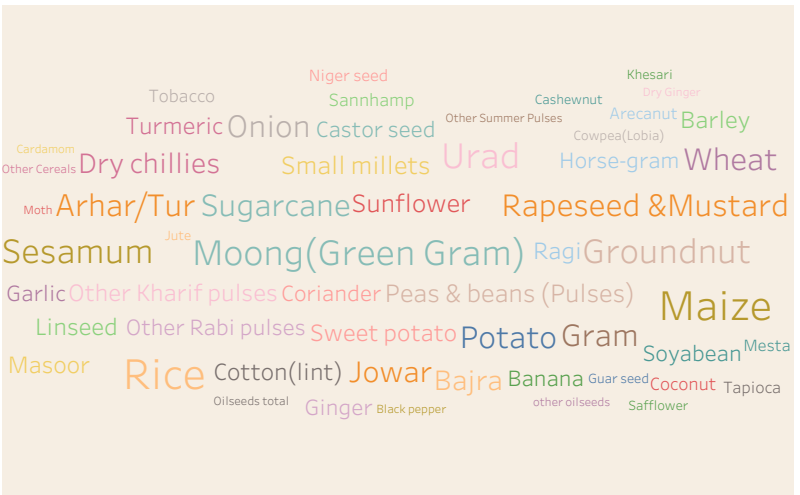 Niger seed
Khesari
Tobacco
Sannhamp
Cashewnut
Dry Ginger
Turmeric
Onion
Castor seed
Other Summer Pulses
Arecanut
Barley
Cowpea(Lobia)
Cardamom
Other Cereals
Dry chillies
Small millets
Urad
Horse-gram
Wheat
Moth
Arhar/Tur
Sugarcane
Sunflower
Rapeseed &Mustard
Sesamum
Jute
Moong(Green Gram)
Ragi
Groundnut
Garlic
Other Kharif pulses
Coriander
Peas & beans (Pulses)
Maize
Linseed
Other Rabi pulses
Sweet potato
Potato
Gram
Soyabean
Mesta
Masoor
Rice
Cotton(lint)
Jowar
Bajra
Banana
Guar seed
Coconut
Tapioca
Oilseeds total
Ginger
Black pepper
other oilseeds
Safflower